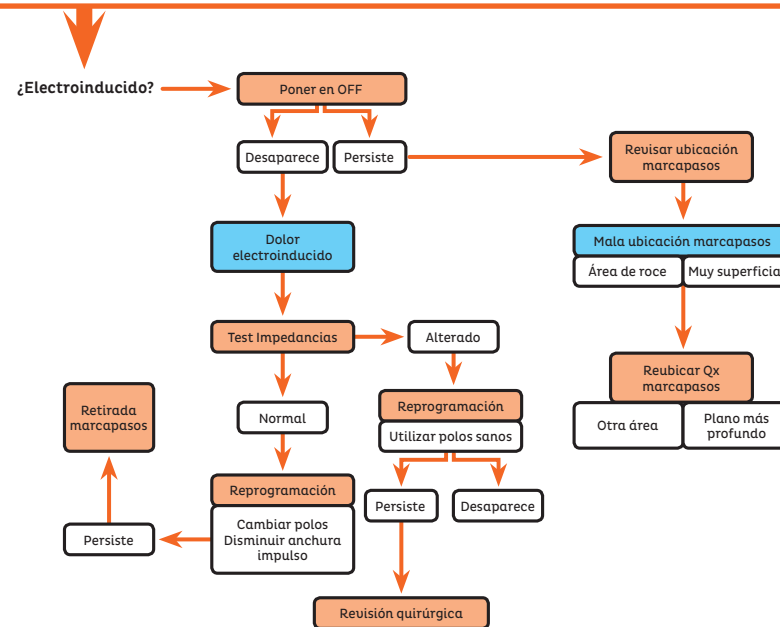 ¿Electroinducido?
Poner en OFF
Desaparece
Persiste
Revisar ubicación
marcapasos
Dolor
electroinducido
Mala ubicación marcapasos
Área de roce
Muy superficia
Test Impedancias
Alterado
Reubicar Qx
marcapasos
Otra área
Plano más
profundo
Normal
Reprogramación
Utilizar polos sanos
Retirada
marcapasos
Reprogramación
Cambiar polos
Disminuir anchura
impulso
Persiste
Persiste
Desaparece
Revisión quirúrgica